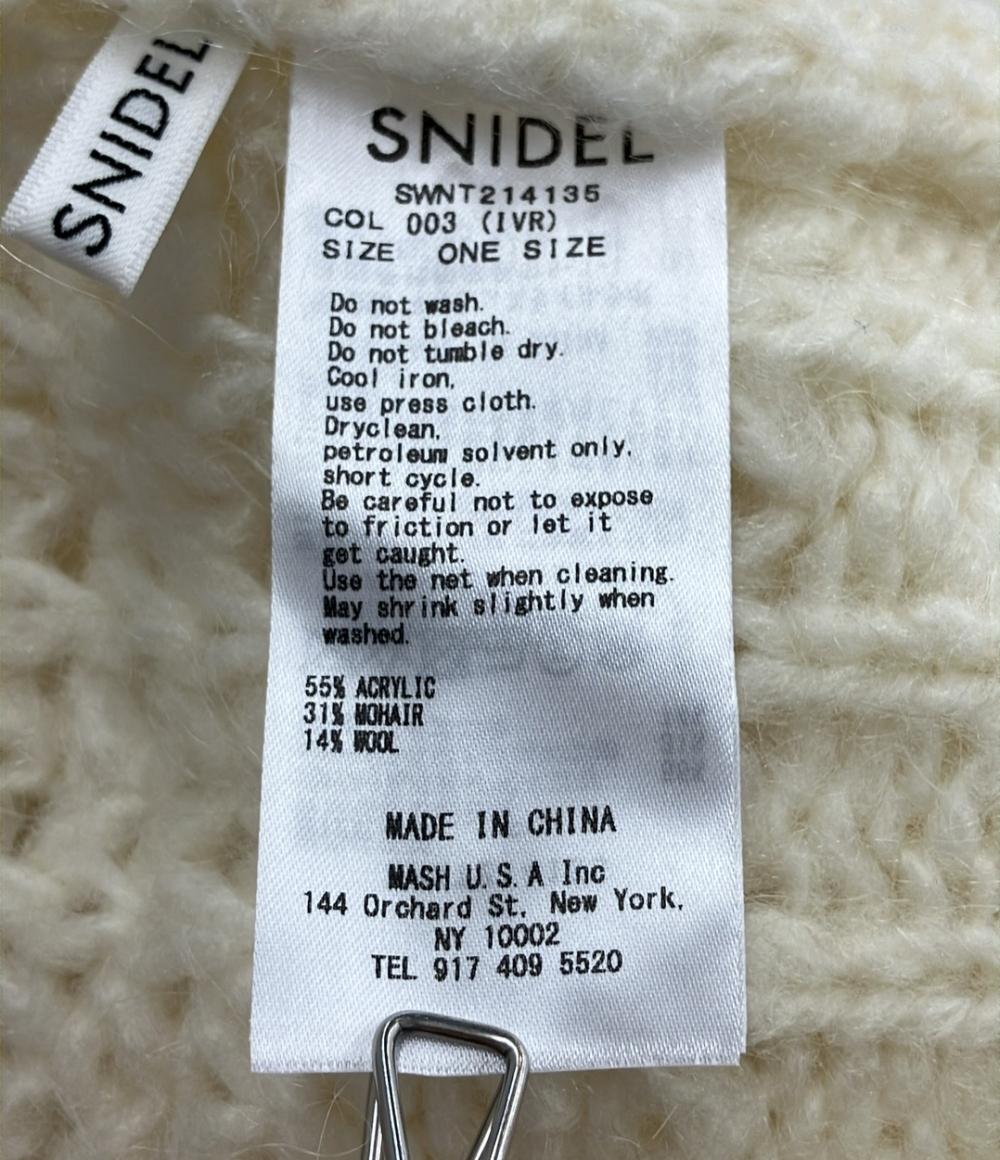 SNIDEL
SNIDEL
SWNT214135
COL 003 (IVR)
SIZE ONE SIZE
Do not wash.
Do not bleach.
Do not tumble dry.
Cool iron,
use press cloth.
Dryclean,
petroleum solvent only,
short cycle.
Be careful not to expose
to friction or let it
get caught.
Use the net when cleaning.
May shrink slightly when
washed.
55% ACRYLIC
31% MOHAIR
14% WOOL
MADE IN CHINA
MASH U.S.A Inc
144 Orchard St, New York,
NY 10002
TEL 917 409 5520